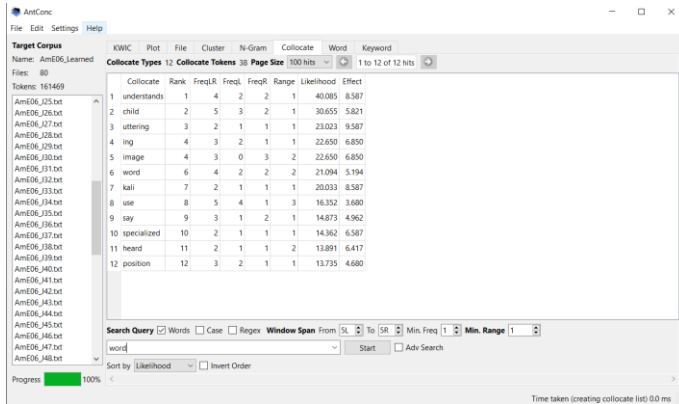 AntConc
File Edit Settings Help
Target Corpus
Name: AmE06_Learned
Files: 80
Tokens: 161469
AmE06_J25.txt
AmE06_J26.txt
AmE06_J27.txt
AmE06_J28.txt
AmE06_J29.txt
AmE06_J30.txt
AmE06_J31.txt
AmE06_J32.txt
AmE06_J33.txt
AmE06_J34.txt
AmE06_J35.txt
AmE06_J36.txt
AmE06_J37.txt
AmE06_J38.txt
AmE06_J39.txt
AmE06_J40.txt
AmE06_J41.txt
AmE06_J42.txt
AmE06_J43.txt
AmE06_J44.txt
AmE06_J45.txt
AmE06_J46.txt
AmE06_J47.txt
AmE06_J48.txt
Progress 100%
KWIC Plot File Cluster N-Gram Collocate Word Keyword
Collocate Types 12 Collocate Tokens 38 Page Size 100 hits 1 to 12 of 12 hits
Collocate Rank FreqLR FreqL FreqR Range Likelihood Effect
1 understands 1 4 2 2 1 40.085 8.587
2 child 2 5 3 2 1 30.655 5.821
3 uttering 3 2 1 1 1 23.023 9.587
4 ing 4 3 2 1 1 22.650 6.850
5 image 4 3 0 3 2 22.650 6.850
6 word 6 4 2 2 2 21.094 5.194
7 kali 7 2 1 1 1 20.033 8.587
8 use 8 5 4 1 3 16.352 3.680
9 say 9 3 1 2 1 14.873 4.962
10 specialized 10 2 1 1 1 14.362 6.587
11 heard 11 2 1 1 2 13.891 6.417
12 position 12 3 2 1 1 13.735 4.680
Search Query Words Case Regex Window Span From 5L To 5R Min. Freq 1 Min. Range 1
word Start Adv Search
Sort by Likelihood Invert Order
Time taken (creating collocate list) 0.0 ms